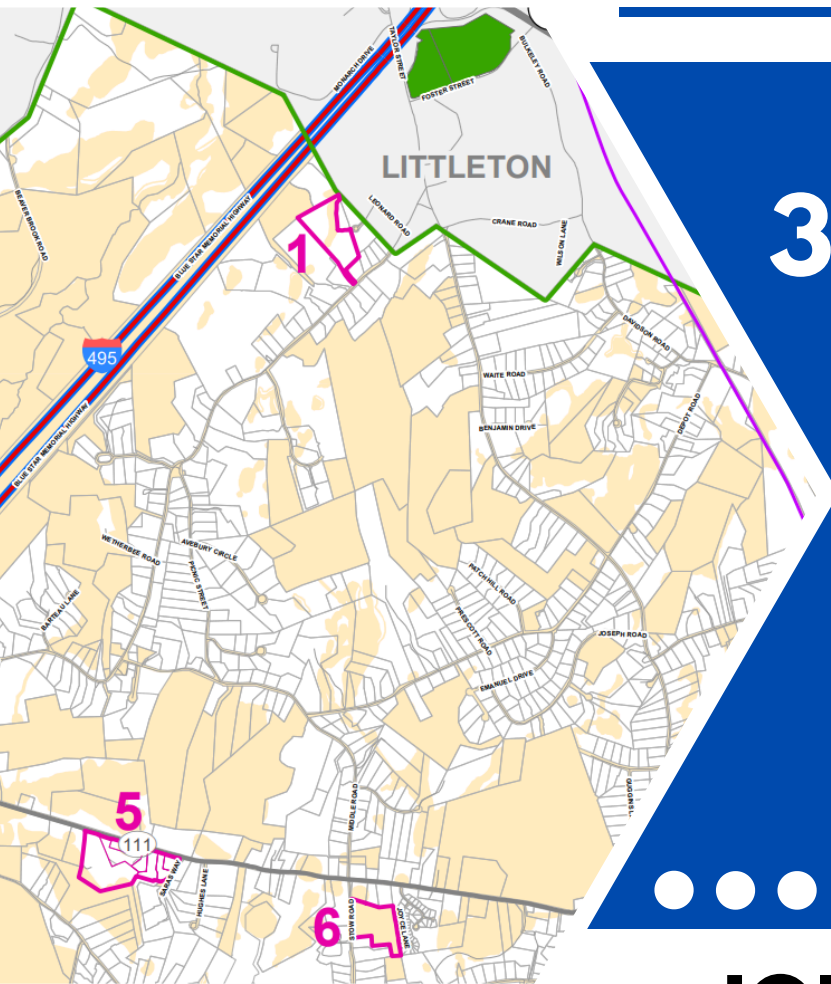 TAYLOR STREET
BULKELEY ROAD
MONARCH DRIVE
FOSTER STREET
LITTLETON
3
BEAVER BROOK ROAD
BLUE STAR MEMORIAL HIGHWAY
LEONARD ROAD
CRANE ROAD
WILSON LANE
1
DAVIDSON ROAD
495
WAITE ROAD
DEPOT ROAD
BENJAMIN DRIVE
BLUE STAR MEMORIAL HIGHWAY
WETHERBEE ROAD
AVEBURY CIRCLE
PICNIC STREET
PATCH HILL ROAD
BARTEAU LANE
PRESCOTT ROAD
JOSEPH ROAD
EMANUEL DRIVE
MIDDLE ROAD
5
111
SARAS WAY
HUGHES LANE
6
STOW ROAD
JOYCE LANE